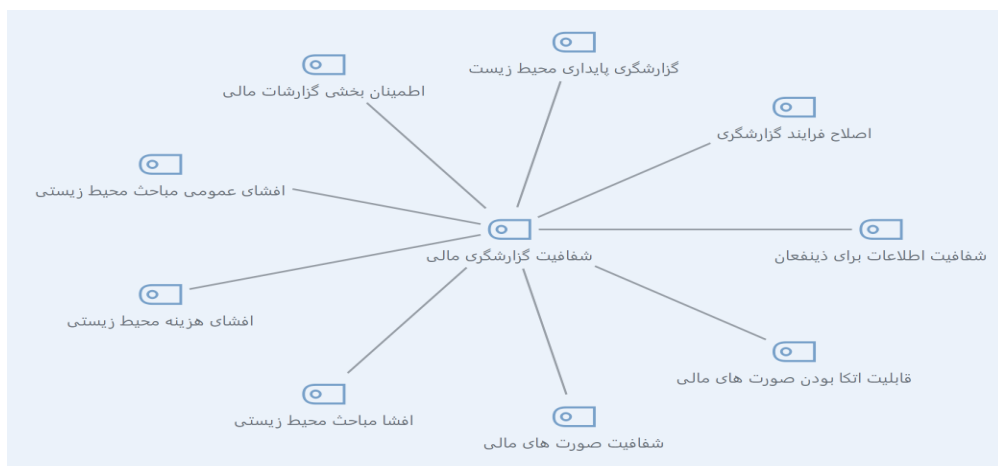 گزارشگری پایداری محیط زیست
اطمینان بخشی گزارشات مالی
اصلاح فرایند گزارشگری
افشای عمومی مباحث محیط زیستی
شفافیت گزارشگری مالی
شفافیت اطلاعات برای ذینفعان
افشای هزینه محیط زیستی
قابلیت اتکا بودن صورت های مالی
افشا مباحث محیط زیستی
شفافیت صورت های مالی